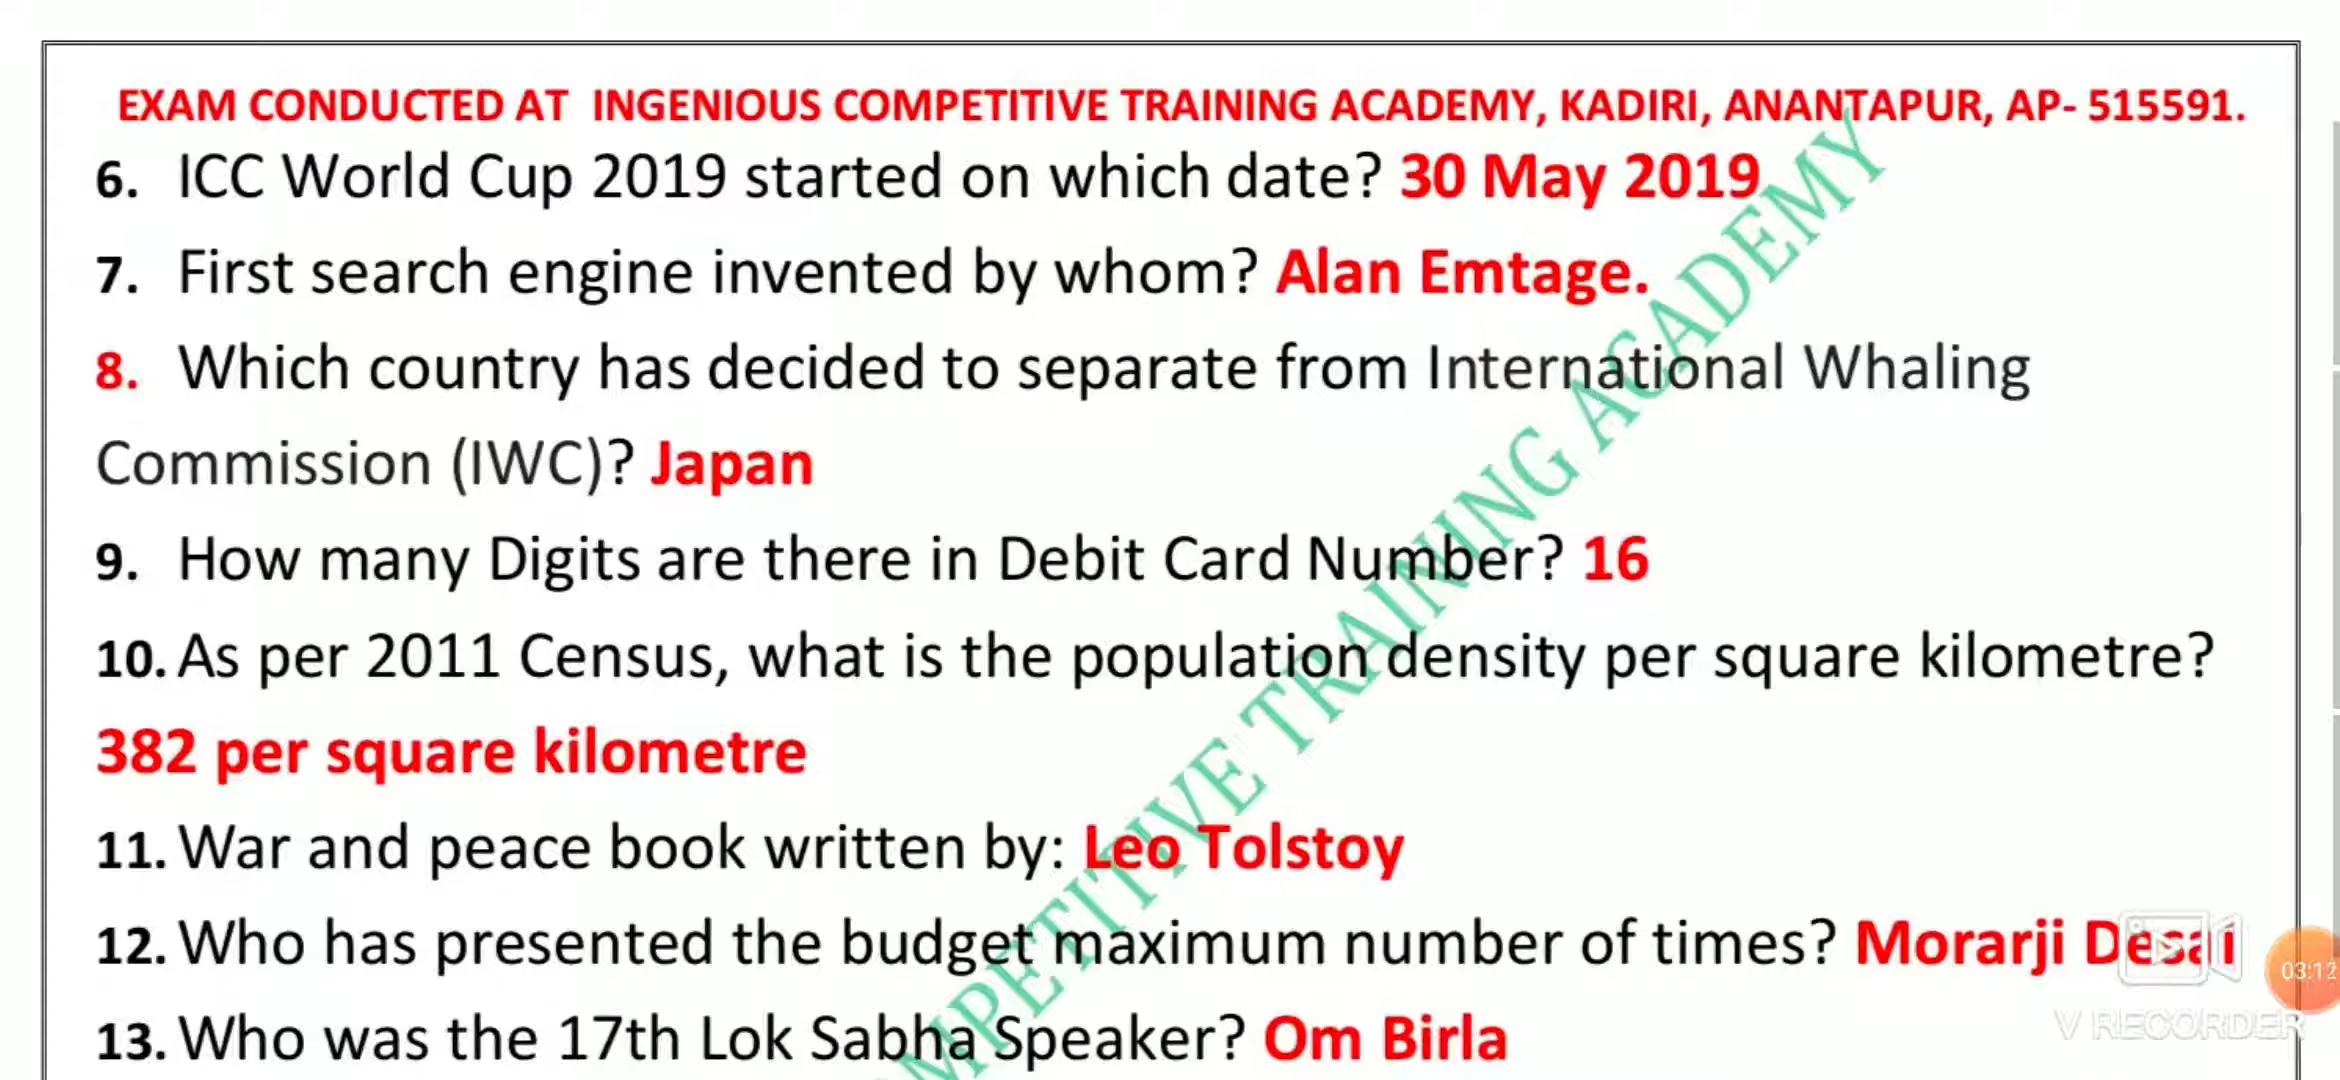 EXAM CONDUCTED AT INGENIOUS COMPETITIVE TRAINING ACADEMY, KADIRI, ANANTAPUR, AP- 515591.
6. ICC World Cup 2019 started on which date? 30 May 2019
7. First search engine invented by whom? Alan Emtage.
8. Which country has decided to separate from International Whaling
Commission (IWC)? Japan
9. How many Digits are there in Debit Card Number? 16
10. As per 2011 Census, what is the population density per square kilometre?
382 per square kilometre
11. War and peace book written by: Leo Tolstoy
12. Who has presented the budget maximum number of times? Morarji Desai
03:12
13. Who was the 17th Lok Sabha Speaker? Om Birla
V RECORDER
MPETITIVE TRAINING ACADEMY